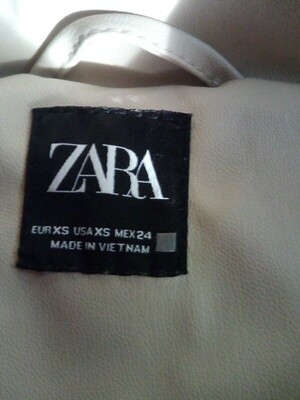 ZARA
EUR XS USA XS MEX 24
MADE IN VIETNAM